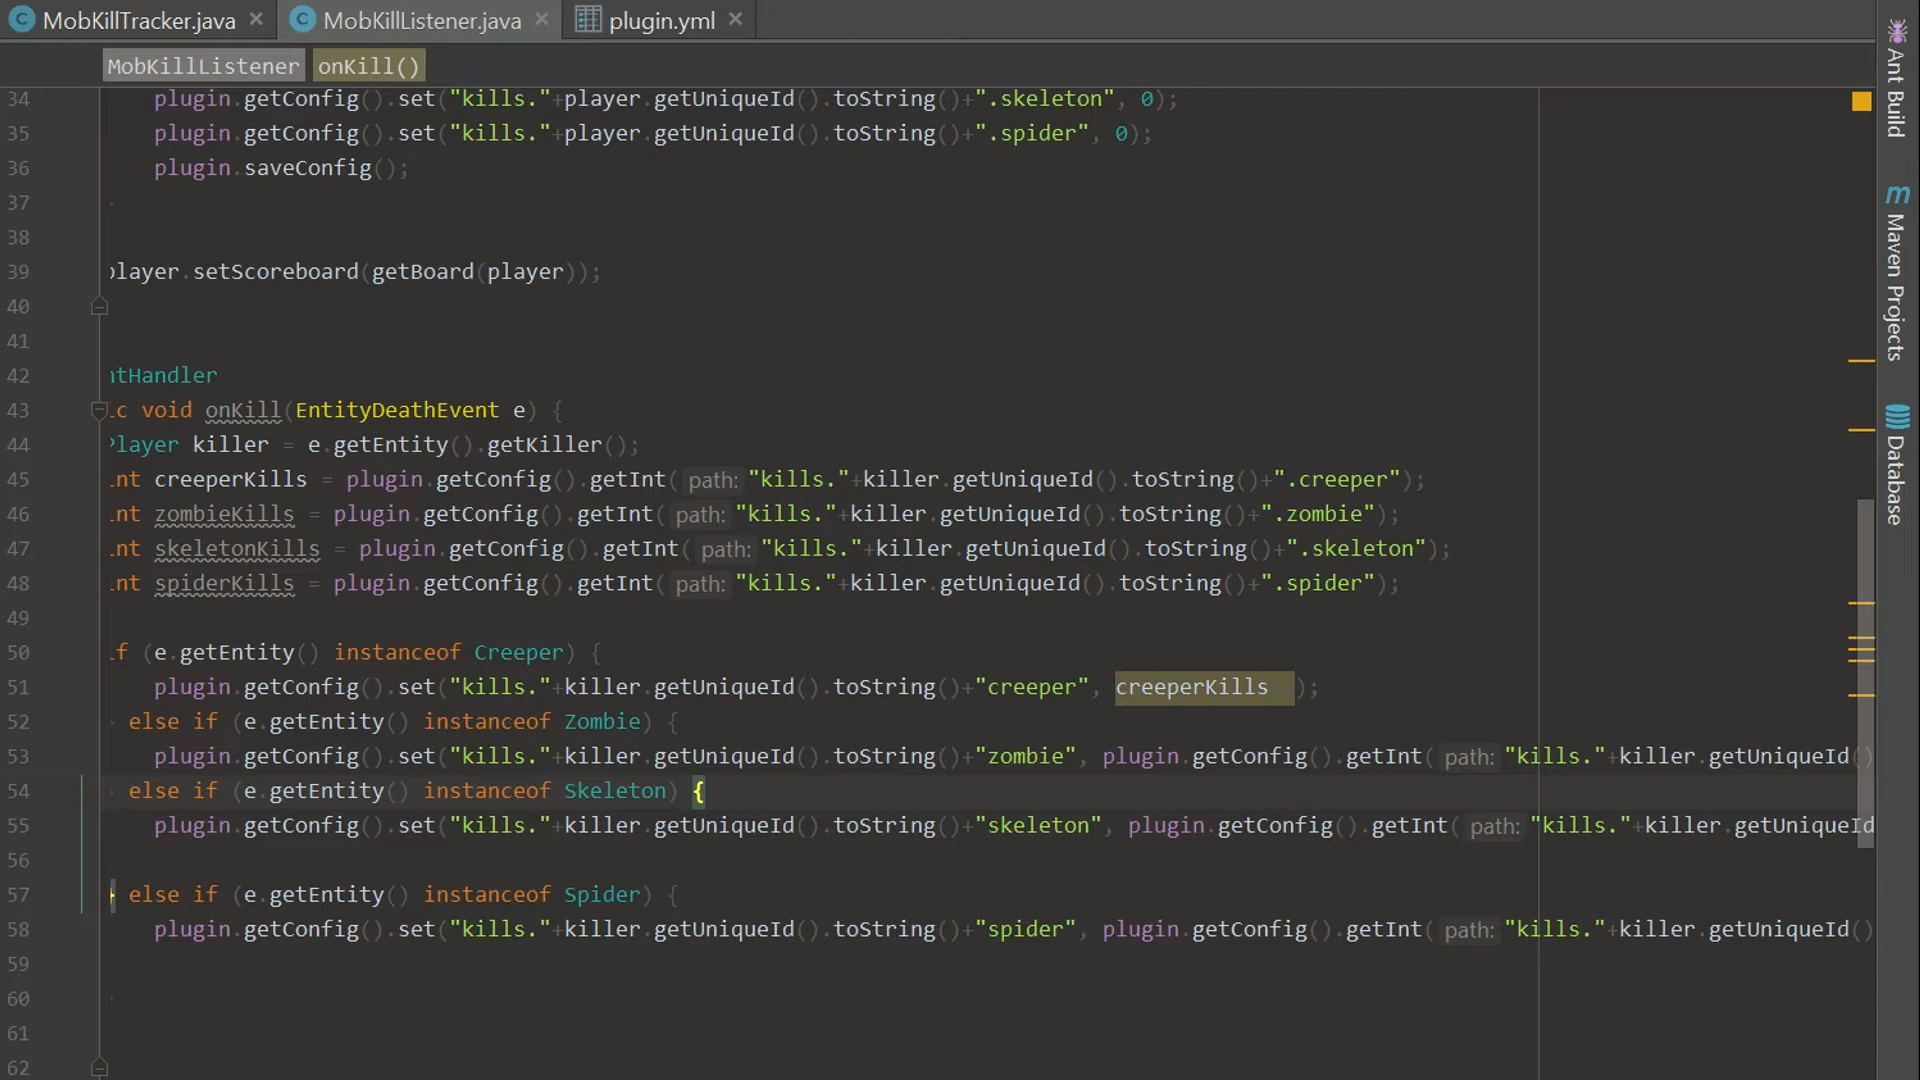 MobKillTracker.java MobKillListener.java plugin.yml
MobKillListener onKill()
34 plugin.getConfig().set("kills."+player.getUniqueId().toString()+".skeleton", 0);
35 plugin.getConfig().set("kills."+player.getUniqueId().toString()+".spider", 0);
36 plugin.saveConfig();
37
38
39 player.setScoreboard(getBoard(player));
40
41
42 ntHandler
43 ic void onKill(EntityDeathEvent e) {
44 Player killer = e.getEntity().getKiller();
45 int creeperKills = plugin.getConfig().getInt( path: "kills."+killer.getUniqueId().toString()+".creeper");
46 int zombieKills = plugin.getConfig().getInt( path: "kills."+killer.getUniqueId().toString()+".zombie");
47 int skeletonKills = plugin.getConfig().getInt( path: "kills."+killer.getUniqueId().toString()+".skeleton");
48 int spiderKills = plugin.getConfig().getInt( path: "kills."+killer.getUniqueId().toString()+".spider");
49
50 if (e.getEntity() instanceof Creeper) {
51 plugin.getConfig().set("kills."+killer.getUniqueId().toString()+"creeper", creeperKills );
52 else if (e.getEntity() instanceof Zombie) {
53 plugin.getConfig().set("kills."+killer.getUniqueId().toString()+"zombie", plugin.getConfig().getInt( path: "kills."+killer.getUniqueId()
54 else if (e.getEntity() instanceof Skeleton) {
55 plugin.getConfig().set("kills."+killer.getUniqueId().toString()+"skeleton", plugin.getConfig().getInt( path: "kills."+killer.getUniqueId
56
57 } else if (e.getEntity() instanceof Spider) {
58 plugin.getConfig().set("kills."+killer.getUniqueId().toString()+"spider", plugin.getConfig().getInt( path: "kills."+killer.getUniqueId()
59
60
61
62
Ant Build
m Maven Projects
Database